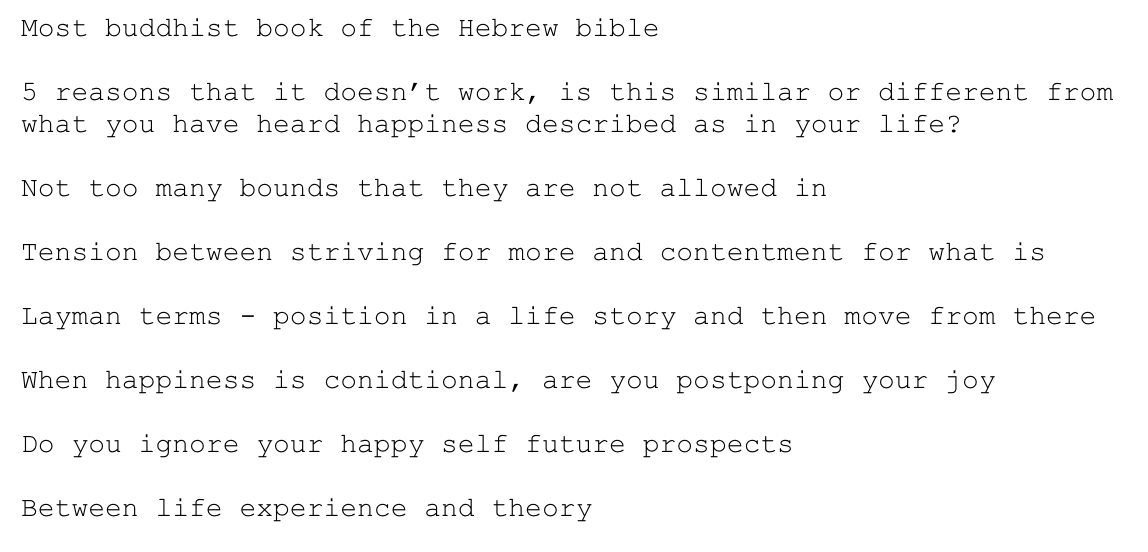 Most buddhist book of the Hebrew bible
5 reasons that it doesn’t work, is this similar or different from
what you have heard happiness described as in your life?
Not too many bounds that they are not allowed in
Tension between striving for more and contentment for what is
Layman terms - position in a life story and then move from there
When happiness is conidtional, are you postponing your joy
Do you ignore your happy self future prospects
Between life experience and theory